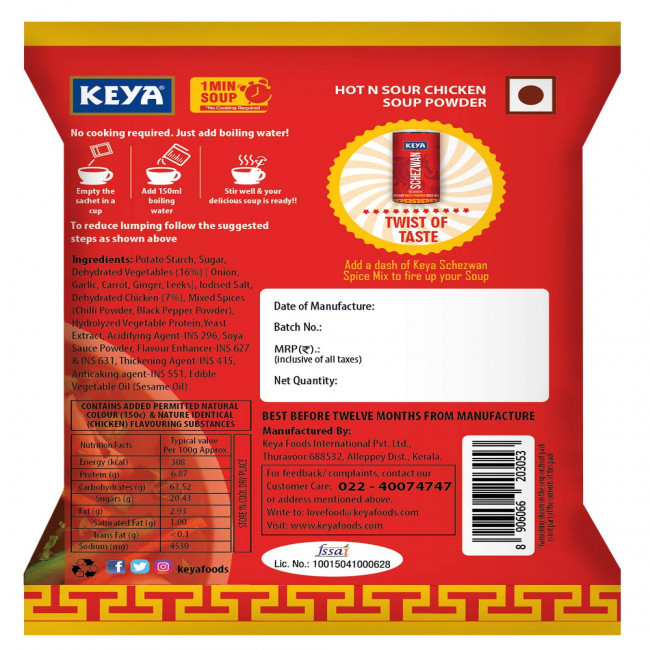 KEYA®
1 MIN
SOUP
*No Cooking Required
HOT N SOUR CHICKEN
SOUP POWDER
No cooking required. Just add boiling water!
Empty the
sachet in a
cup
Add 150ml
boiling
water
Stir well & your
delicious soup is ready!!
To reduce lumping follow the suggested
steps as shown above
KEYA
SCHEZWAN
TWIST OF
TASTE
Add a dash of Keya Schezwan
Spice Mix to fire up your Soup
Ingredients: Potato Starch, Sugar,
Dehydrated Vegetables (16%) [ Onion,
Garlic, Carrot, Ginger, Leeks], Iodised Salt,
Dehydrated Chicken (7%), Mixed Spices
(Chilli Powder, Black Pepper Powder),
Hydrolyzed Vegetable Protein,Yeast
Extract, Acidifying Agent-INS 296, Soya
Sauce Powder, Flavour Enhancer-INS 627
& INS 631, Thickening Agent-INS 415,
Anticaking agent-INS 551, Edible
Vegetable Oil (Sesame Oil)
CONTAINS ADDED PERMITTED NATURAL
COLOUR (150c) & NATURE IDENTICAL
(CHICKEN) FLAVOURING SUBSTANCES
Nutrition Facts Typical value Per 100g Approx
Energy (kcal) 308
Protein (g) 6.87
Carbohydrates (g) 63.52
Sugars (g) 20.43
Fat (g) 2.93
Saturated Fat (g) 1.00
Trans Fat (g) <0.1
Sodium (mg) 4530
STORE IN COOL DRY PLACE
keyafoods
Date of Manufacture:
Batch No.:
MRP(₹).:
(inclusive of all taxes)
Net Quantity:
BEST BEFORE TWELVE MONTHS FROM MANUFACTURE
Manufactured By:
Keya Foods International Pvt. Ltd.,
Thuravoor 688532, Alleppey Dist., Kerala.
For feedback/ complaints, contact our
Customer Care: 022 - 40074747
or address mentioned above.
Write to: lovefood@keyafoods.com
Visit: www.keyafoods.com
fssai
Lic. No.: 10015041000628
8 906066 203053